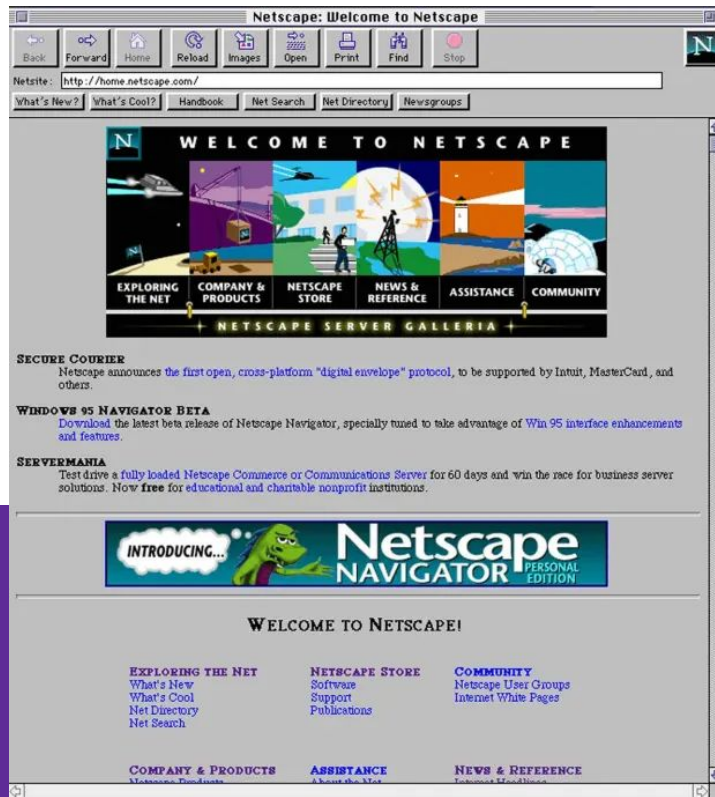 Netscape: Welcome to Netscape
Back Forward Home Reload Images Open Print Find Stop
N
Netsite: http://home.netscape.com/
What's New? What's Cool? Handbook Net Search Net Directory Newsgroups
N WELCOME TO NETSCAPE
EXPLORING THE NET
COMPANY & PRODUCTS
NETSCAPE STORE
NEWS & REFERENCE
ASSISTANCE
COMMUNITY
NETSCAPE SERVER GALLERIA
SECURE COURIER
Netscape announces the first open, cross-platform "digital envelope" protocol, to be supported by Intuit, MasterCard, and
others.
WINDOWS 95 NAVIGATOR BETA
Download the latest beta release of Netscape Navigator, specially tuned to take advantage of Win 95 interface enhancements
and features.
SERVERMANIA
Test drive a fully loaded Netscape Commerce or Communications Server for 60 days and win the race for business server
solutions. Now free for educational and charitable nonprofit institutions.
INTRODUCING...
Netscape
NAVIGATOR PERSONAL EDITION
WELCOME TO NETSCAPE!
EXPLORING THE NET
What's New
What's Cool
Net Directory
Net Search
NETSCAPE STORE
Software
Support
Publications
COMMUNITY
Netscape User Groups
Internet White Pages
COMPANY & PRODUCTS
Netscape Products
ASSISTANCE
About the Net
NEWS & REFERENCE
Internet Headlines